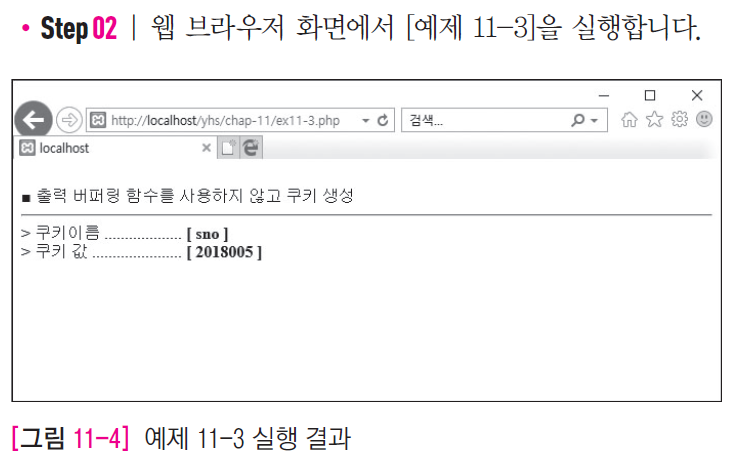 • Step 02 | 웹 브라우저 화면에서 [예제 11-3]을 실행합니다.
http://localhost/yhs/chap-11/ex11-3.php
검색...
localhost
■ 출력 버퍼링 함수를 사용하지 않고 쿠키 생성
> 쿠키이름 ................... [ sno ]
> 쿠키 값 ...................... [ 2018005 ]
[그림 11-4] 예제 11-3 실행 결과